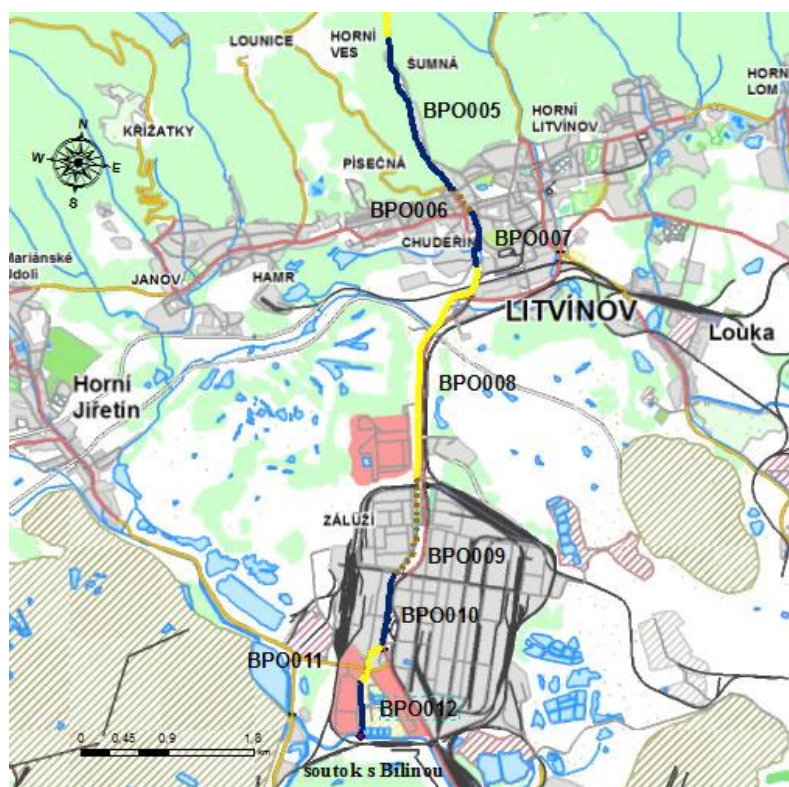 LOUNICE
HORNÍ
VES
ŠUMNÁ
HORNÍ
LOM
BPO005
KŘIŽATKY
HORNÍ
LITVÍNOV
N
W
E
S
PÍSEČNÁ
BPO006
CHUDEŘÍN
BPO007
Mariánské
údolí
JANOV
HAMR
LITVÍNOV
Louka
Horní
Jiřetín
BPO008
ZÁLUŽÍ
BPO009
BPO010
BPO011
BPO012
0 0,45 0,9 1,8
km
soutok s Bílinou